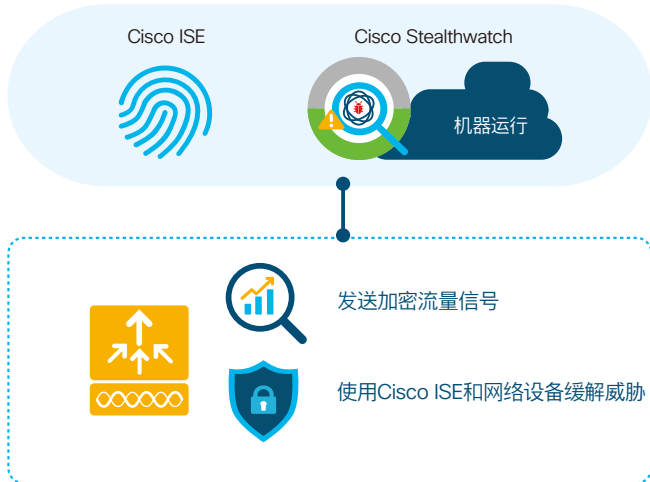 Cisco ISE
Cisco Stealthwatch
机器运行
发送加密流量信号
使用Cisco ISE和网络设备缓解威胁